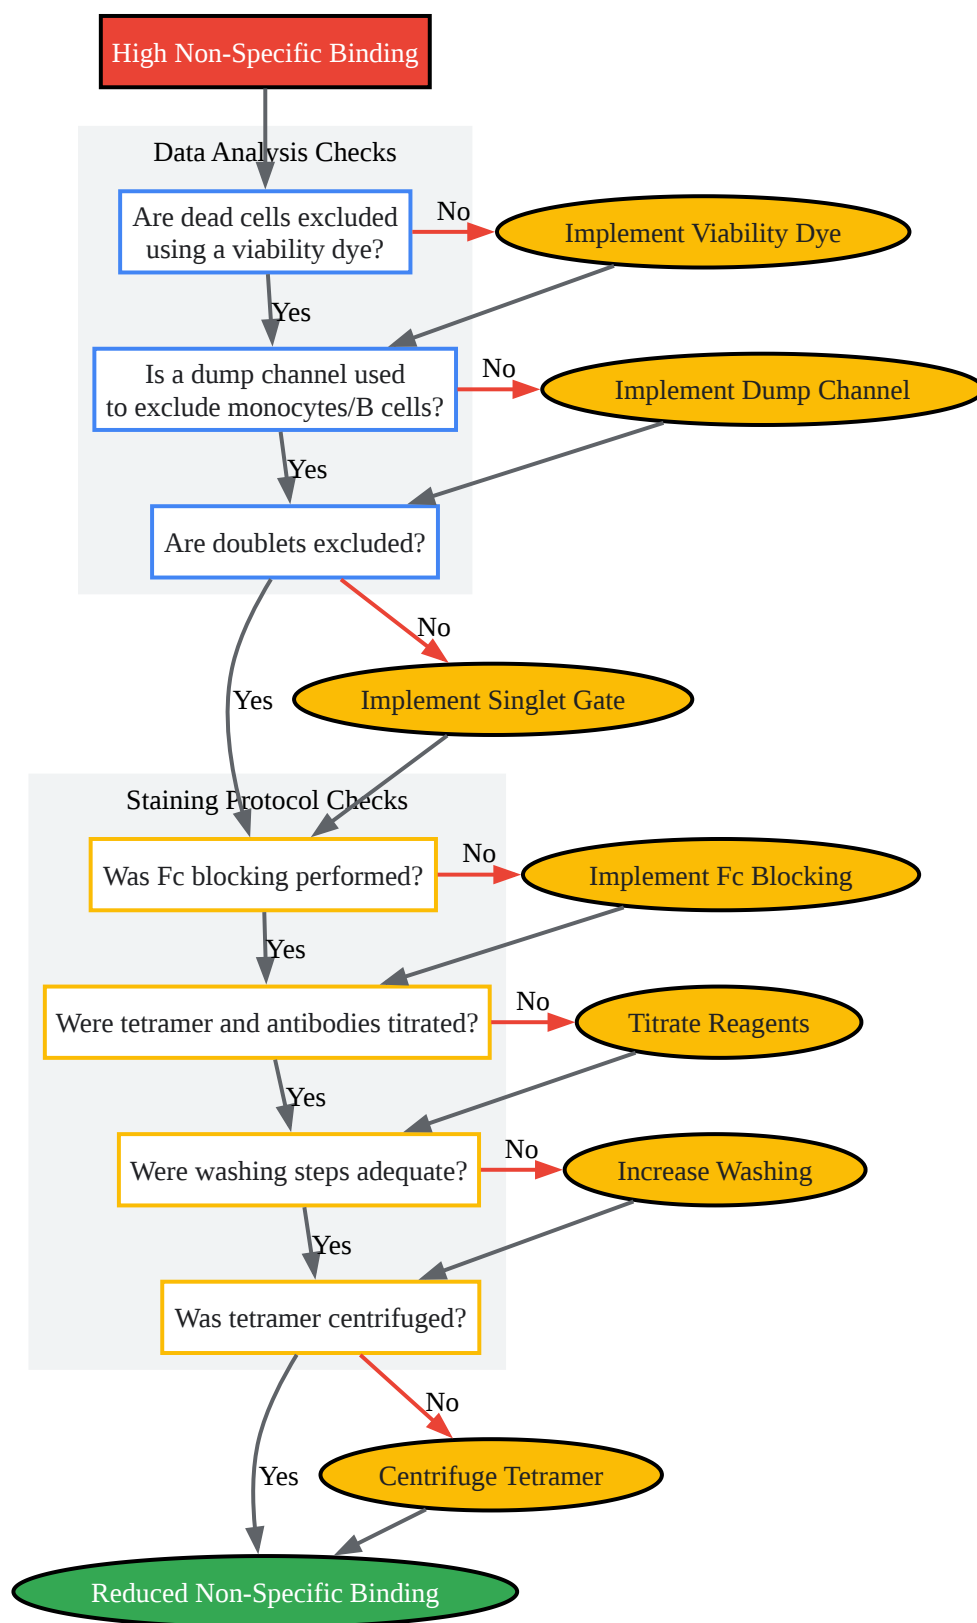 High Non-Specific Binding
Data Analysis Checks
Are dead cells excluded
using a viability dye?
No
Implement Viability Dye
Yes
Is a dump channel used
to exclude monocytes/B cells?
No
Implement Dump Channel
Yes
Are doublets excluded?
No
Yes
Implement Singlet Gate
Staining Protocol Checks
Was Fc blocking performed?
No
Implement Fc Blocking
Yes
Were tetramer and antibodies titrated?
No
Titrate Reagents
Yes
Were washing steps adequate?
No
Increase Washing
Yes
Was tetramer centrifuged?
No
Yes
Centrifuge Tetramer
Reduced Non-Specific Binding